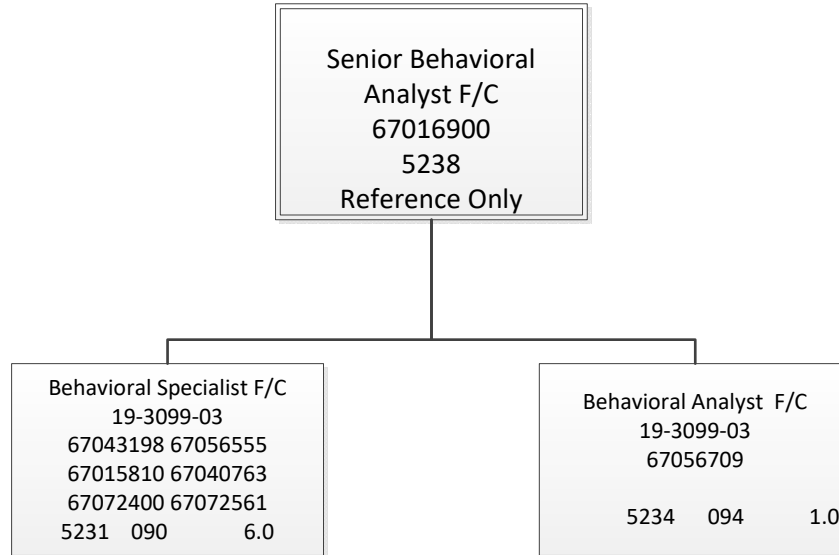 Senior Behavioral
Analyst F/C
67016900
5238
Reference Only
Behavioral Specialist F/C
19-3099-03
67043198 67056555
67015810 67040763
67072400 67072561
5231 090 6.0
Behavioral Analyst F/C
19-3099-03
67056709
5234 094 1.0